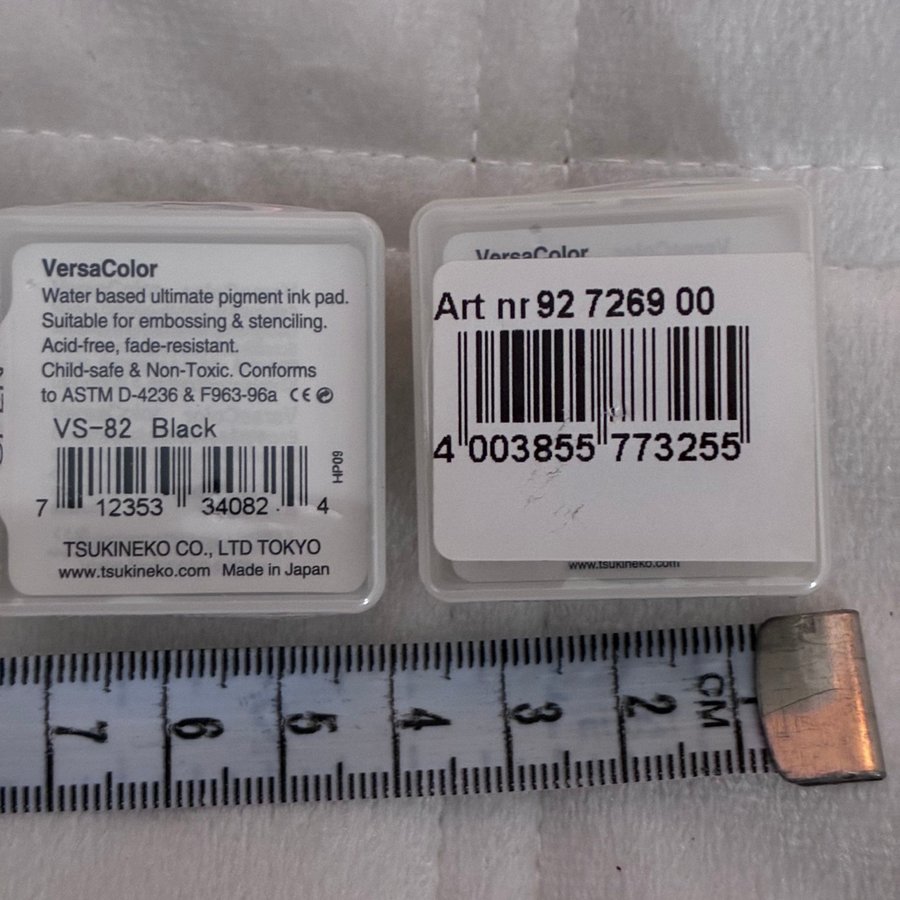 VersaColor
Water based ultimate pigment ink pad.
Suitable for embossing & stenciling.
Acid-free, fade-resistant.
Child-safe & Non-Toxic. Conforms
to ASTM D-4236 & F963-96a CE
VS-82 Black
HP09
7 12353 34082 4
TSUKINEKO CO., LTD TOKYO
www.tsukineko.com Made in Japan
VersaColor
Art nr 92 7269 00
4 003855 773255
www.tsukineko.com
7 6 5 4 3 2 CM 1